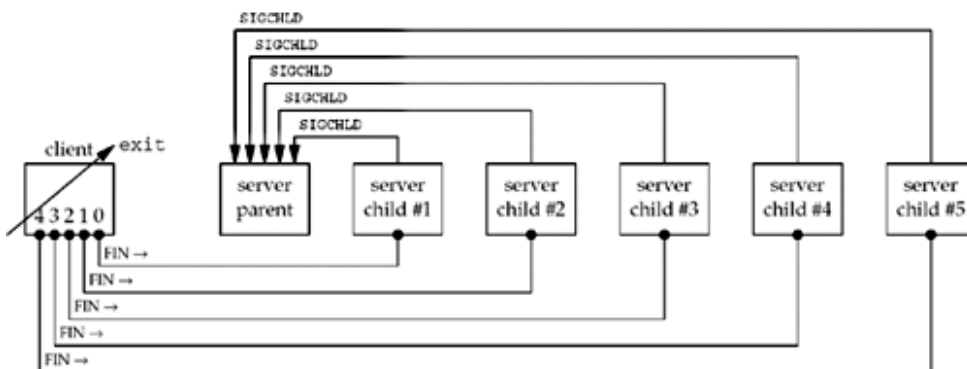 SIGCHLD
SIGCHLD
SIGCHLD
SIGCHLD
SIGCHLD
client
exit
4 3 2 1 0
server
parent
server
child #1
server
child #2
server
child #3
server
child #4
server
child #5
FIN →
FIN →
FIN →
FIN →
FIN →